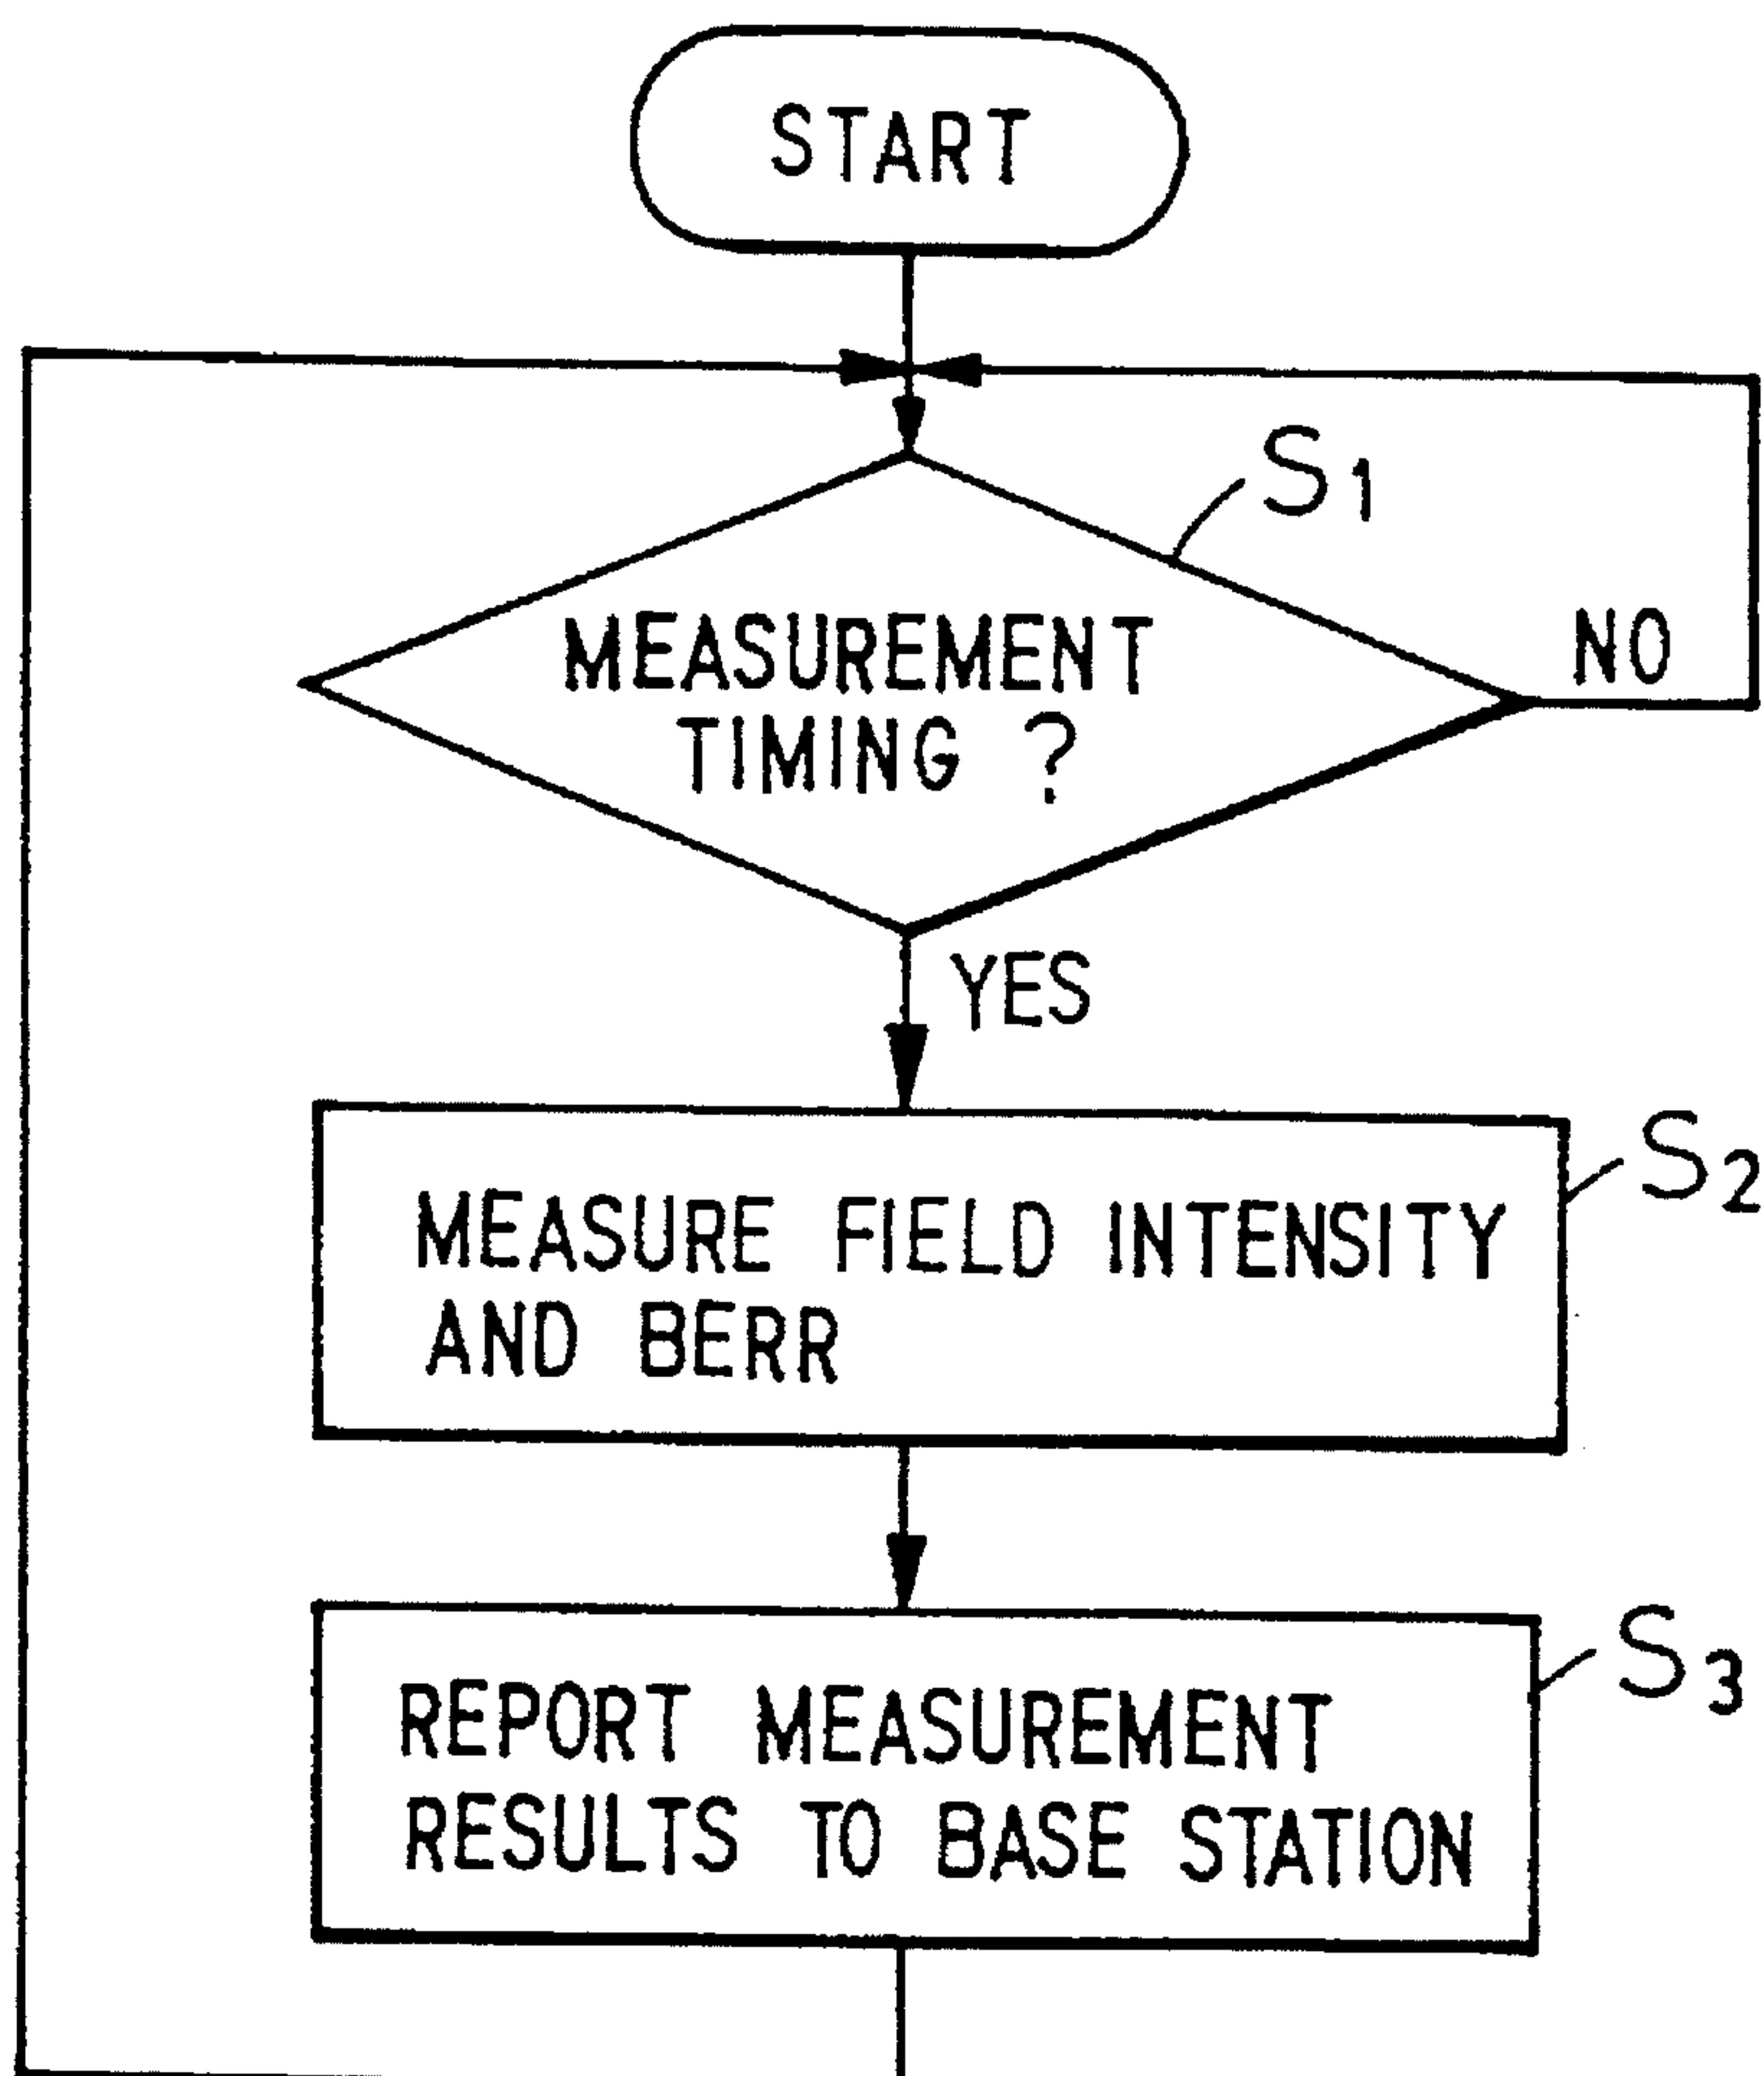 START
S1
MEASUREMENT
TIMING ?
NO
YES
S2
MEASURE FIELD INTENSITY
AND BERR
S3
REPORT MEASUREMENT
RESULTS TO BASE STATION